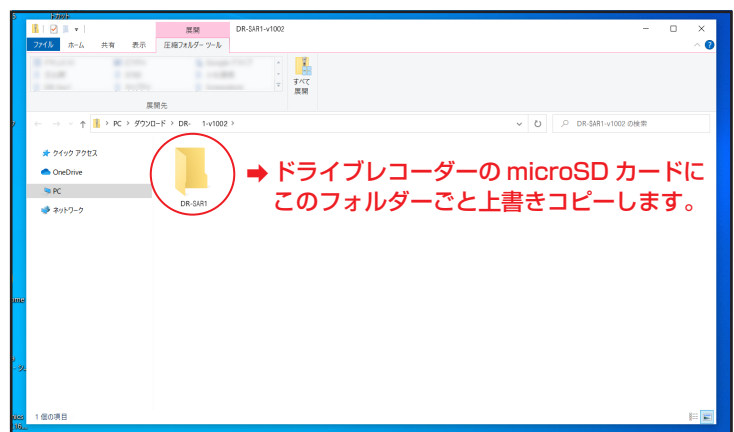 展開
DR-SAR1-v1002
ファイル
ホーム
共有
表示
圧縮フォルダー ツール
すべて
展開
展開先
PC > ダウンロード > DR- 1-v1002 >
DR-SAR1-v1002 の検索
クイック アクセス
OneDrive
PC
ネットワーク
DR-SAR1
➡ ドライブレコーダーの microSD カードに
このフォルダーごと上書きコピーします。
1 個の項目